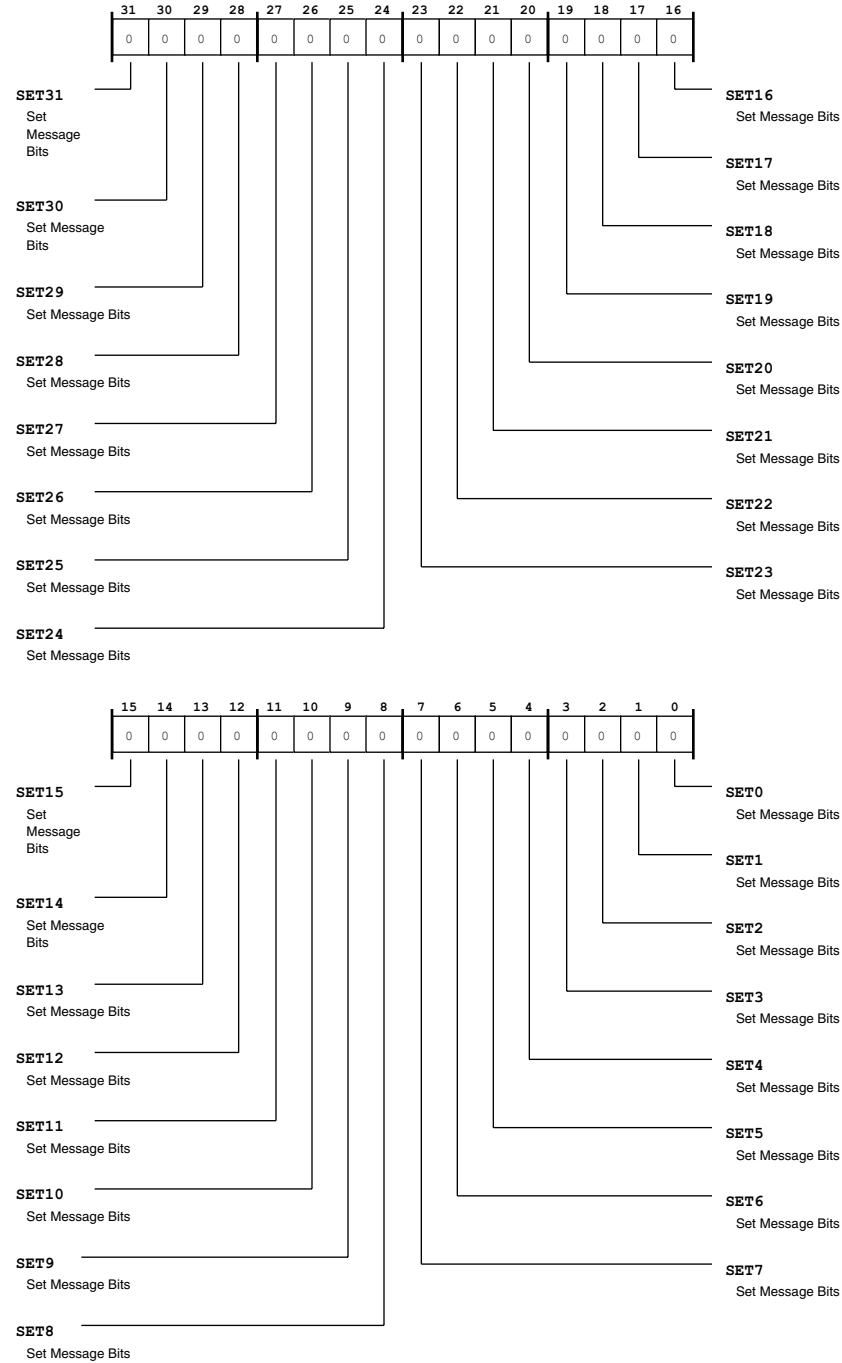 31 30 29 28 27 26 25 24 23 22 21 20 19 18 17 16
0 0 0 0 0 0 0 0 0 0 0 0 0 0 0 0
SET31
Set
Message
Bits
SET30
Set Message
Bits
SET29
Set Message Bits
SET28
Set Message Bits
SET27
Set Message Bits
SET26
Set Message Bits
SET25
Set Message Bits
SET24
Set Message Bits
SET16
Set Message Bits
SET17
Set Message Bits
SET18
Set Message Bits
SET19
Set Message Bits
SET20
Set Message Bits
SET21
Set Message Bits
SET22
Set Message Bits
SET23
Set Message Bits
15 14 13 12 11 10 9 8 7 6 5 4 3 2 1 0
0 0 0 0 0 0 0 0 0 0 0 0 0 0 0 0
SET15
Set
Message
Bits
SET14
Set Message
Bits
SET13
Set Message Bits
SET12
Set Message Bits
SET11
Set Message Bits
SET10
Set Message Bits
SET9
Set Message Bits
SET8
Set Message Bits
SET0
Set Message Bits
SET1
Set Message Bits
SET2
Set Message Bits
SET3
Set Message Bits
SET4
Set Message Bits
SET5
Set Message Bits
SET6
Set Message Bits
SET7
Set Message Bits